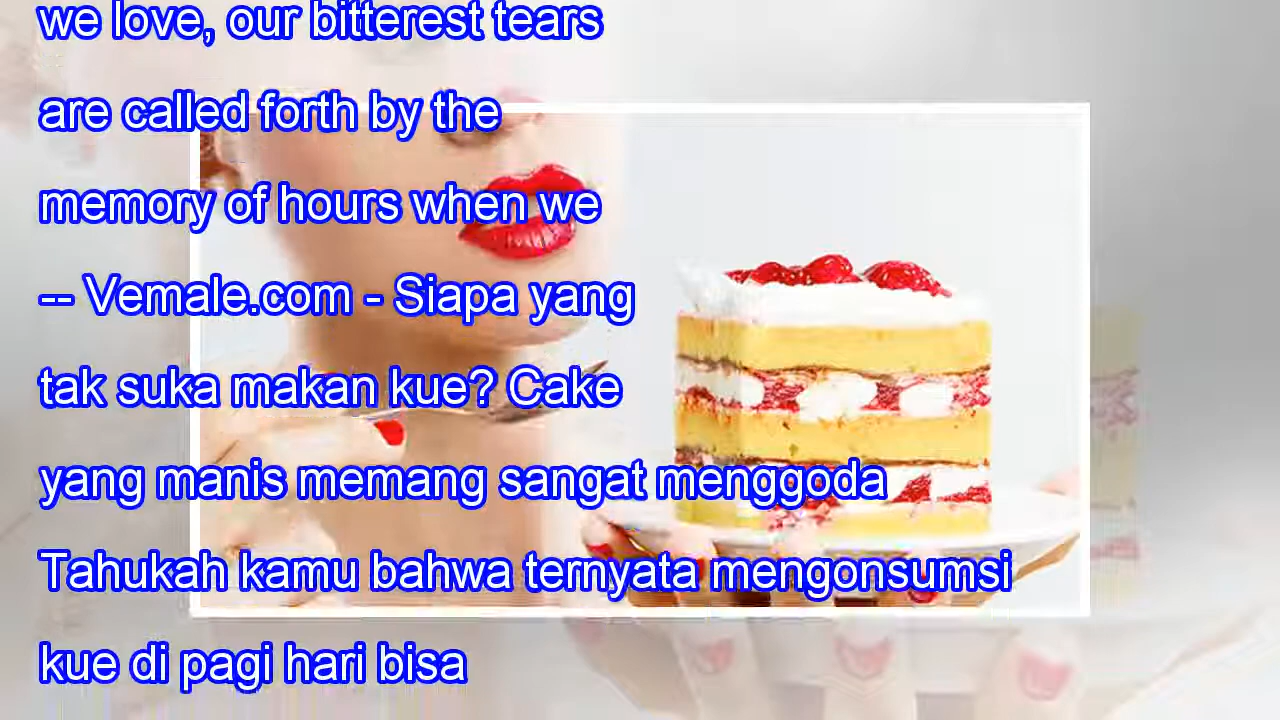 we love, our bitterest tears
are called forth by the
memory of hours when we
-- Vemale.com - Siapa yang
tak suka makan kue? Cake
yang manis memang sangat menggoda
Tahukah kamu bahwa ternyata mengonsumsi
kue di pagi hari bisa